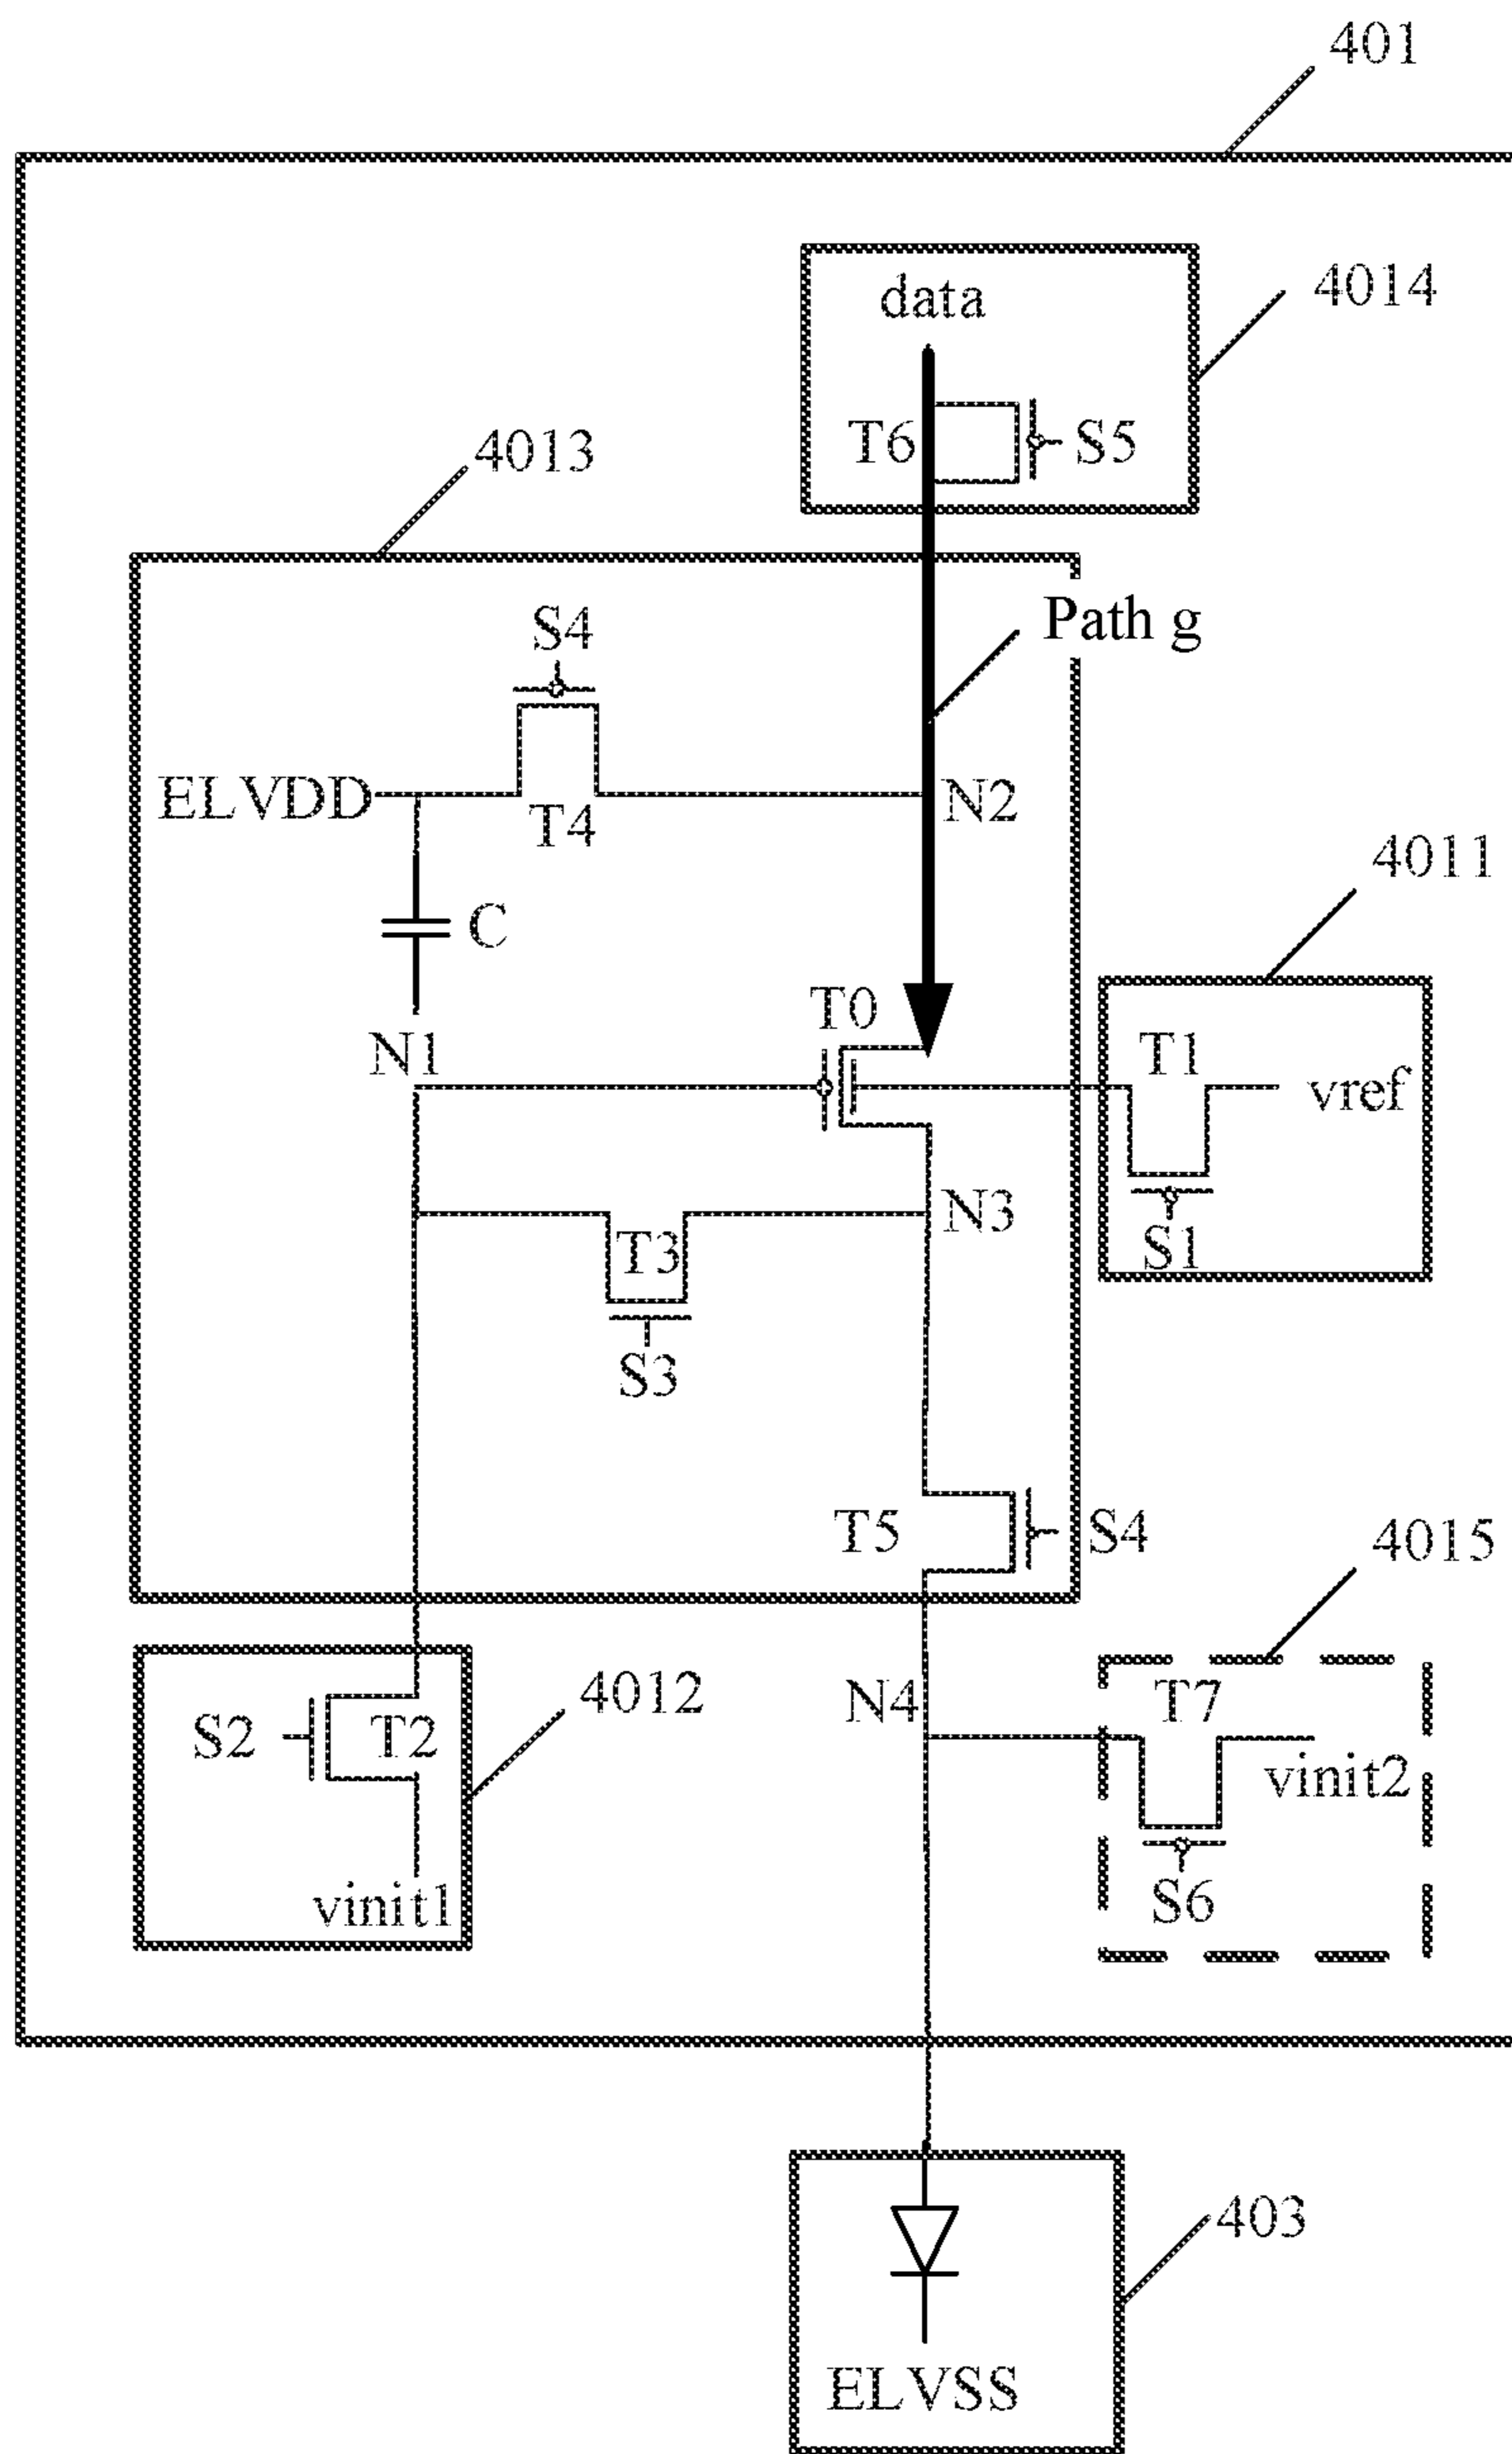 401
data
4014
T6
S5
4013
Path g
S4
ELVDD
T4
N2
4011
C
T0
N1
T1
vref
N3
T3
S1
S3
T5
S4
4015
N4
T7
4012
S2
T2
vinit2
vinit1
S6
403
ELVSS